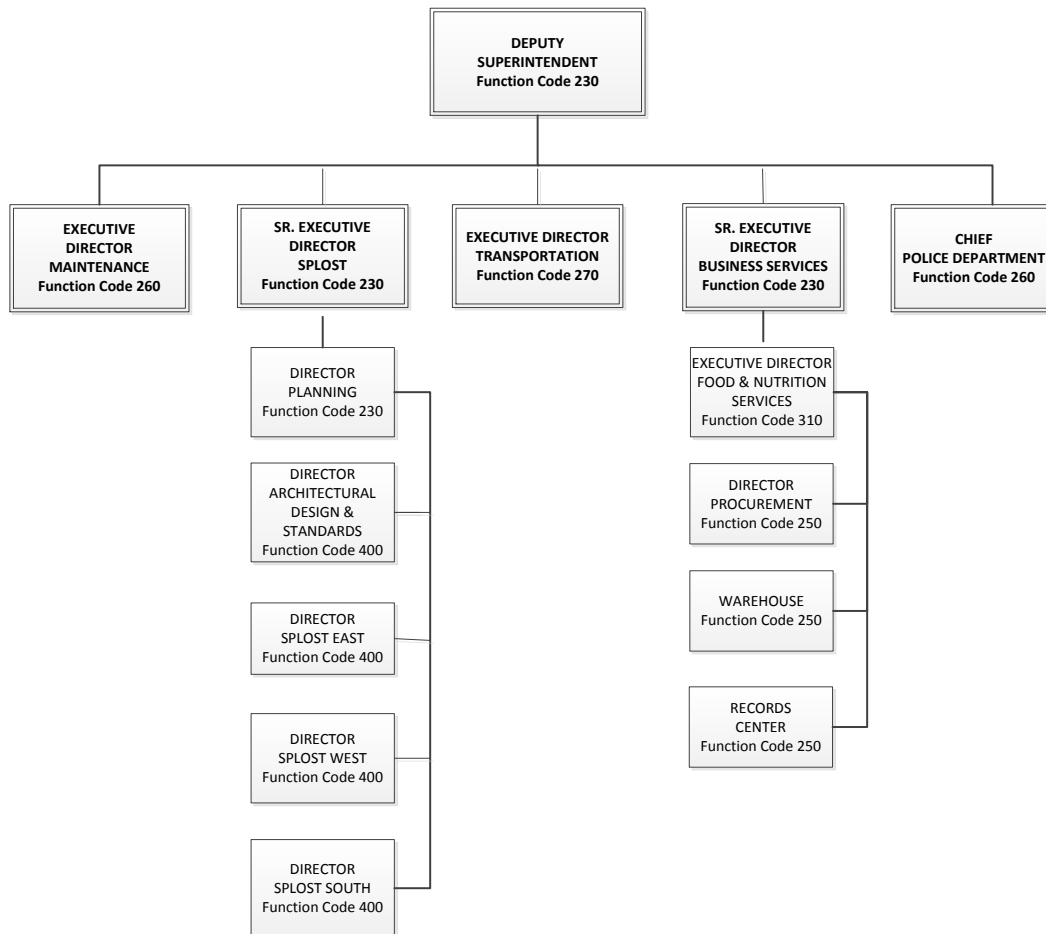 DEPUTY
SUPERINTENDENT
Function Code 230
EXECUTIVE
DIRECTOR
MAINTENANCE
Function Code 260
SR. EXECUTIVE
DIRECTOR
SPLOST
Function Code 230
EXECUTIVE DIRECTOR
TRANSPORTATION
Function Code 270
SR. EXECUTIVE
DIRECTOR
BUSINESS SERVICES
Function Code 230
CHIEF
POLICE DEPARTMENT
Function Code 260
DIRECTOR
PLANNING
Function Code 230
DIRECTOR
ARCHITECTURAL
DESIGN &
STANDARDS
Function Code 400
DIRECTOR
SPLOST EAST
Function Code 400
DIRECTOR
SPLOST WEST
Function Code 400
DIRECTOR
SPLOST SOUTH
Function Code 400
EXECUTIVE DIRECTOR
FOOD & NUTRITION
SERVICES
Function Code 310
DIRECTOR
PROCUREMENT
Function Code 250
WAREHOUSE
Function Code 250
RECORDS
CENTER
Function Code 250